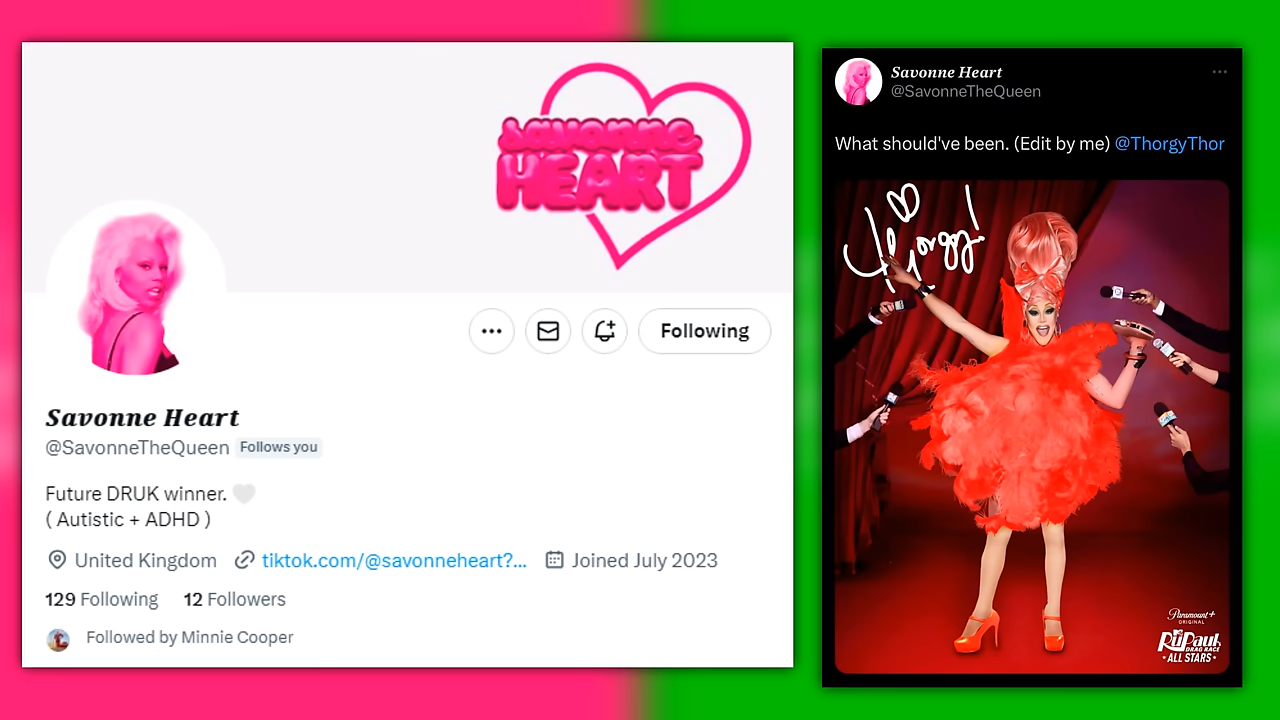 savonne
HEART
Following
Savonne Heart
@SavonneTheQueen Follows you
Future DRUK winner. 🤍
( Autistic + ADHD )
United Kingdom tiktok.com/@savonneheart?... Joined July 2023
129 Following 12 Followers
Followed by Minnie Cooper
Savonne Heart
@SavonneTheQueen
What should've been. (Edit by me) @ThorgyThor
Thorgy!
Paramount+
ORIGINAL
MTV
RuPaul's
DRAG RACE
• ALL STARS •